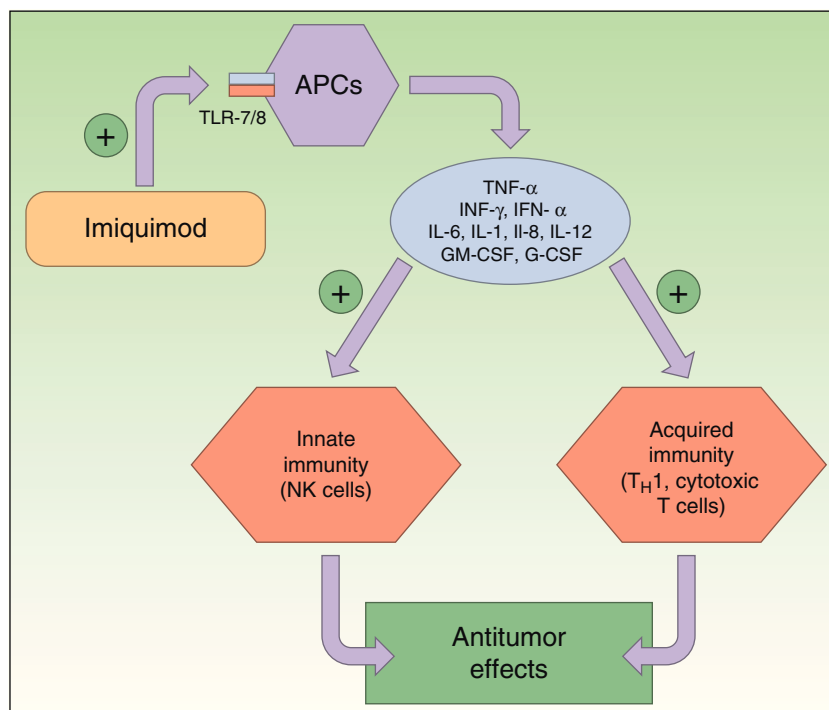 APCs
TLR-7/8
+
Imiquimod
TNF-α
INF-γ, IFN- α
IL-6, IL-1, Il-8, IL-12
GM-CSF, G-CSF
+
+
Innate
immunity
(NK cells)
Acquired
immunity
(TH1, cytotoxic
T cells)
Antitumor
effects